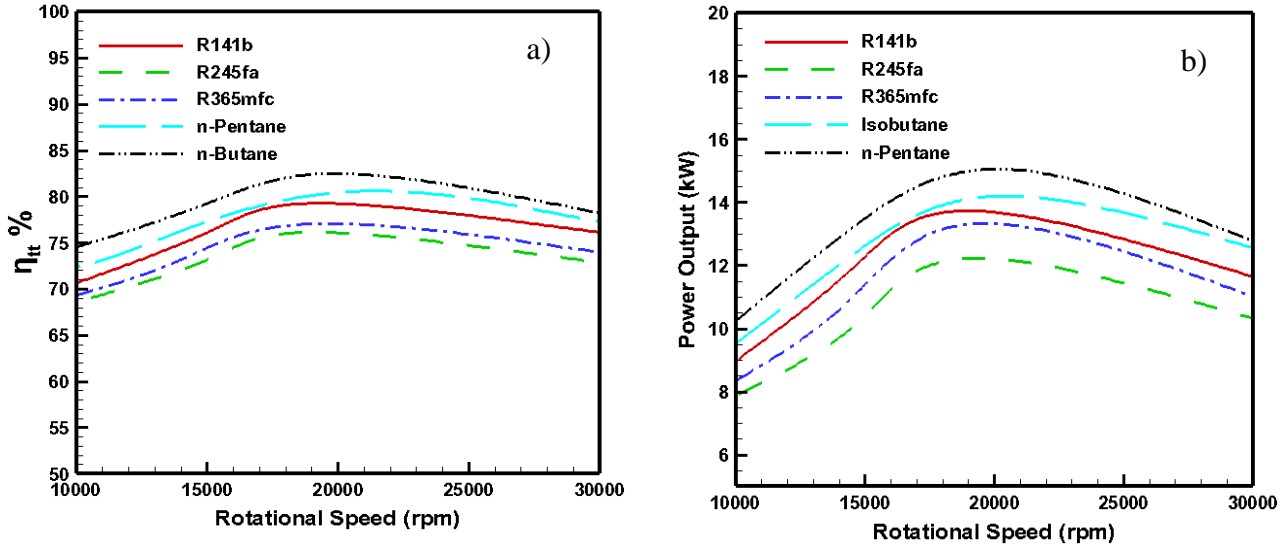 a)
R141b
R245fa
R365mfc
n-Pentane
n-Butane
100
95
90
85
80
75
70
65
60
55
50
ηtt %
10000 15000 20000 25000 30000
Rotational Speed (rpm)
b)
R141b
R245fa
R365mfc
Isobutane
n-Pentane
20
18
16
14
12
10
8
6
Power Output (kW)
10000 15000 20000 25000 30000
Rotational Speed (rpm)